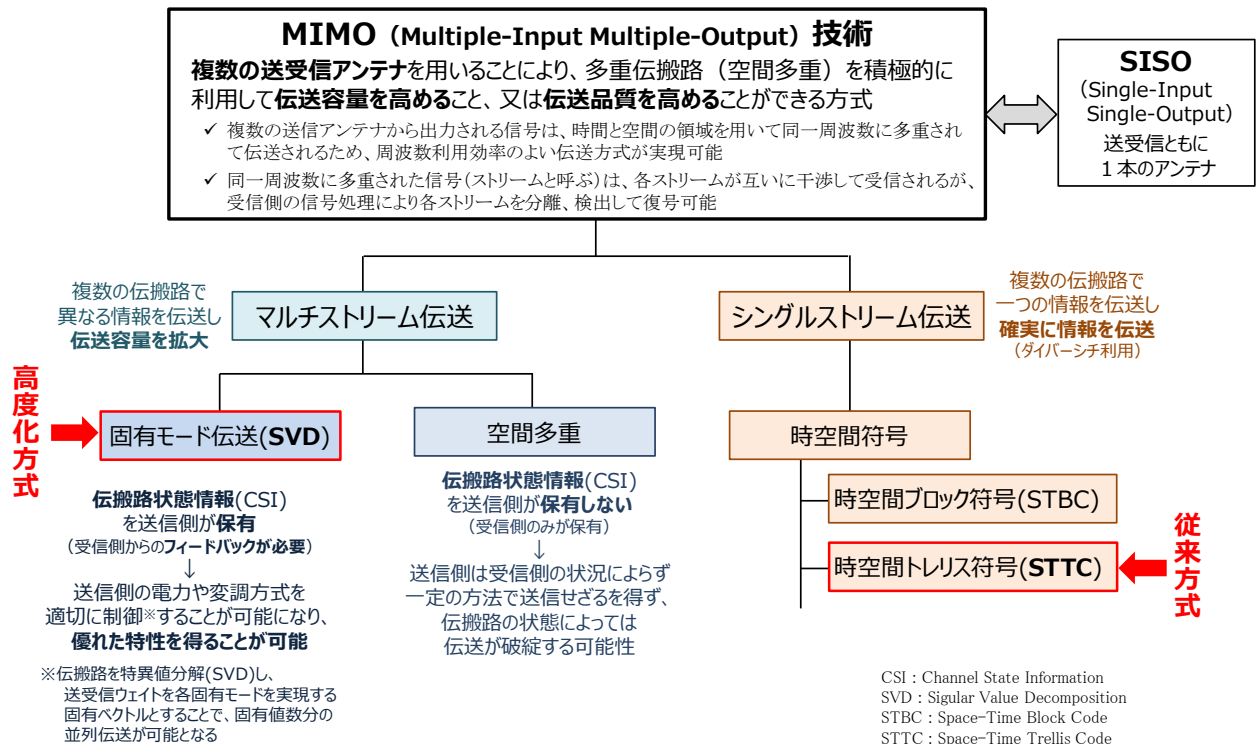 MIMO（Multiple-Input Multiple-Output）技術
複数の送受信アンテナを用いることにより、多重伝搬路（空間多重）を積極的に
利用して伝送容量を高めること、又は伝送品質を高めることができる方式
✓ 複数の送信アンテナから出力される信号は、時間と空間の領域を用いて同一周波数に多重され
て伝送されるため、周波数利用効率のよい伝送方式が実現可能
✓ 同一周波数に多重された信号(ストリームと呼ぶ)は、各ストリームが互いに干渉して受信されるが、
受信側の信号処理により各ストリームを分離、検出して復号可能
SISO
（Single-Input
Single-Output）
送受信ともに
１本のアンテナ
複数の伝搬路で
異なる情報を伝送し
伝送容量を拡大
マルチストリーム伝送
シングルストリーム伝送
複数の伝搬路で
一つの情報を伝送し
確実に情報を伝送
（ダイバーシチ利用）
高度化方式
固有モード伝送(SVD)
空間多重
時空間符号
伝搬路状態情報(CSI)
を送信側が保有
（受信側からのフィードバックが必要）
↓
送信側の電力や変調方式を
適切に制御※することが可能になり、
優れた特性を得ることが可能
※伝搬路を特異値分解(SVD)し、
送受信ウェイトを各固有モードを実現する
固有ベクトルとすることで、固有値数分の
並列伝送が可能となる
伝搬路状態情報(CSI)
を送信側が保有しない
（受信側のみが保有）
↓
送信側は受信側の状況によらず
一定の方法で送信せざるを得ず、
伝搬路の状態によっては
伝送が破綻する可能性
時空間ブロック符号(STBC)
時空間トレリス符号(STTC)
従来方式
CSI : Channel State Information
SVD : Sigular Value Decomposition
STBC : Space-Time Block Code
STTC : Space-Time Trellis Code